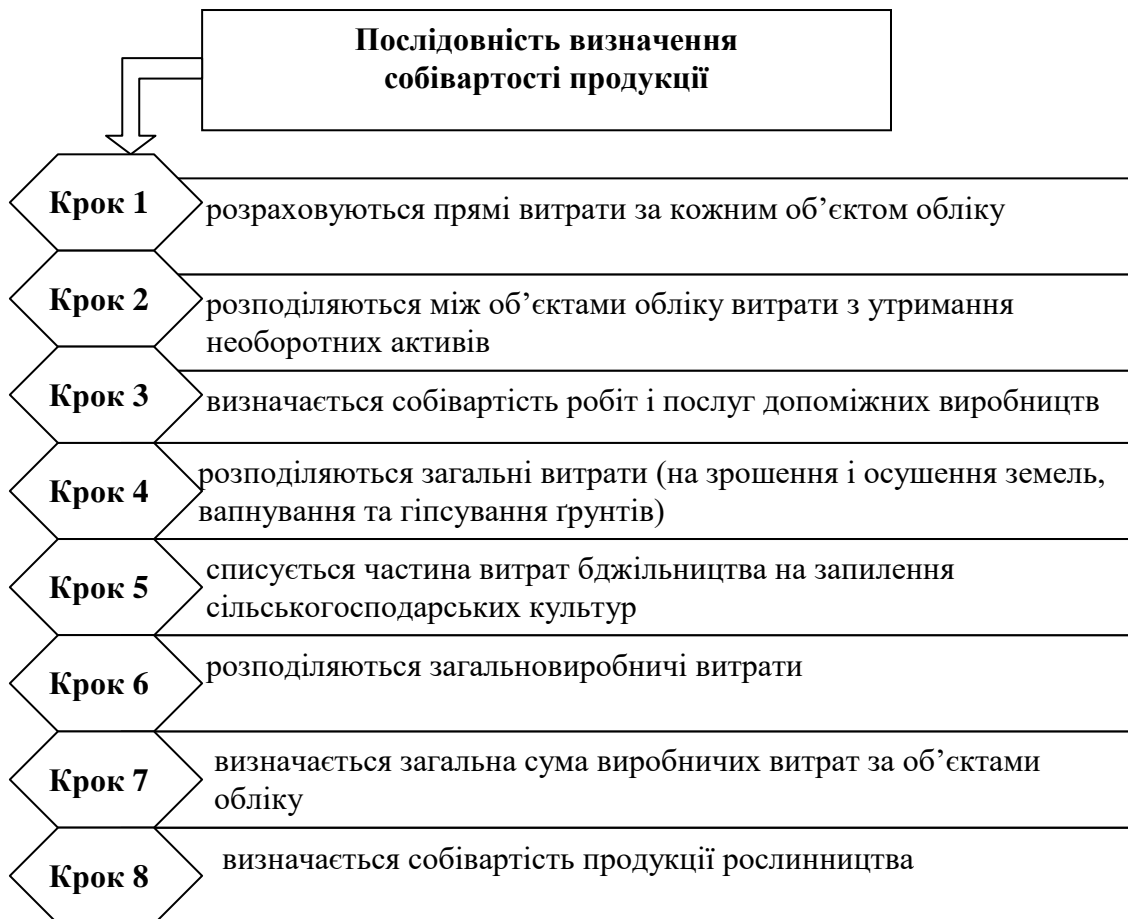 Послідовність визначення
собівартості продукції
Крок 1
розраховуються прямі витрати за кожним об’єктом обліку
Крок 2
розподіляються між об’єктами обліку витрати з утримання
необоротних активів
Крок 3
визначається собівартість робіт і послуг допоміжних виробництв
Крок 4
розподіляються загальні витрати (на зрошення і осушення земель,
вапнування та гіпсування ґрунтів)
Крок 5
списується частина витрат бджільництва на запилення
сільськогосподарських культур
Крок 6
розподіляються загальновиробничі витрати
Крок 7
визначається загальна сума виробничих витрат за об’єктами
обліку
Крок 8
визначається собівартість продукції рослинництва